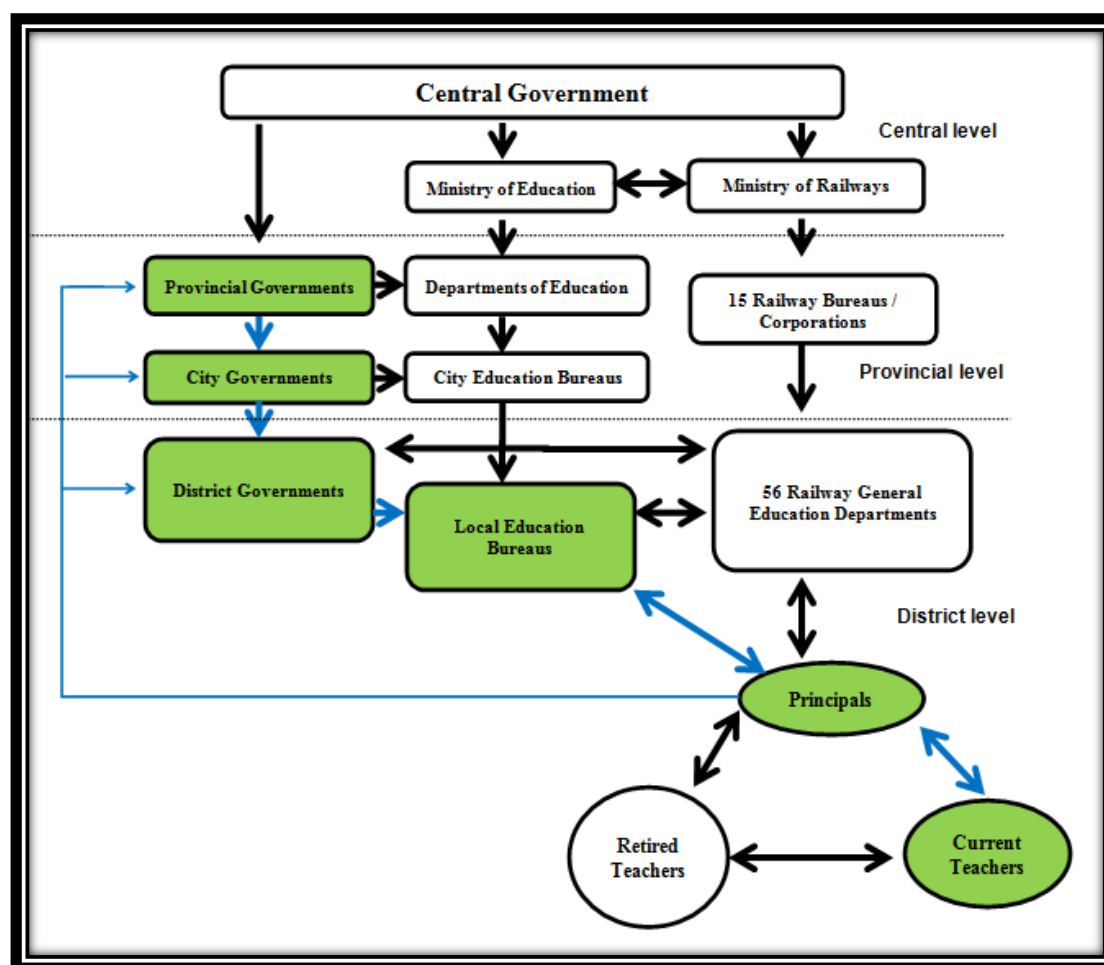 Central Government
Central level
Ministry of Education
Ministry of Railways
Provincial Governments
Departments of Education
15 Railway Bureaus /
Corporations
City Governments
City Education Bureaus
Provincial level
District Governments
Local Education
Bureaus
56 Railway General
Education Departments
District level
Principals
Retired
Teachers
Current
Teachers